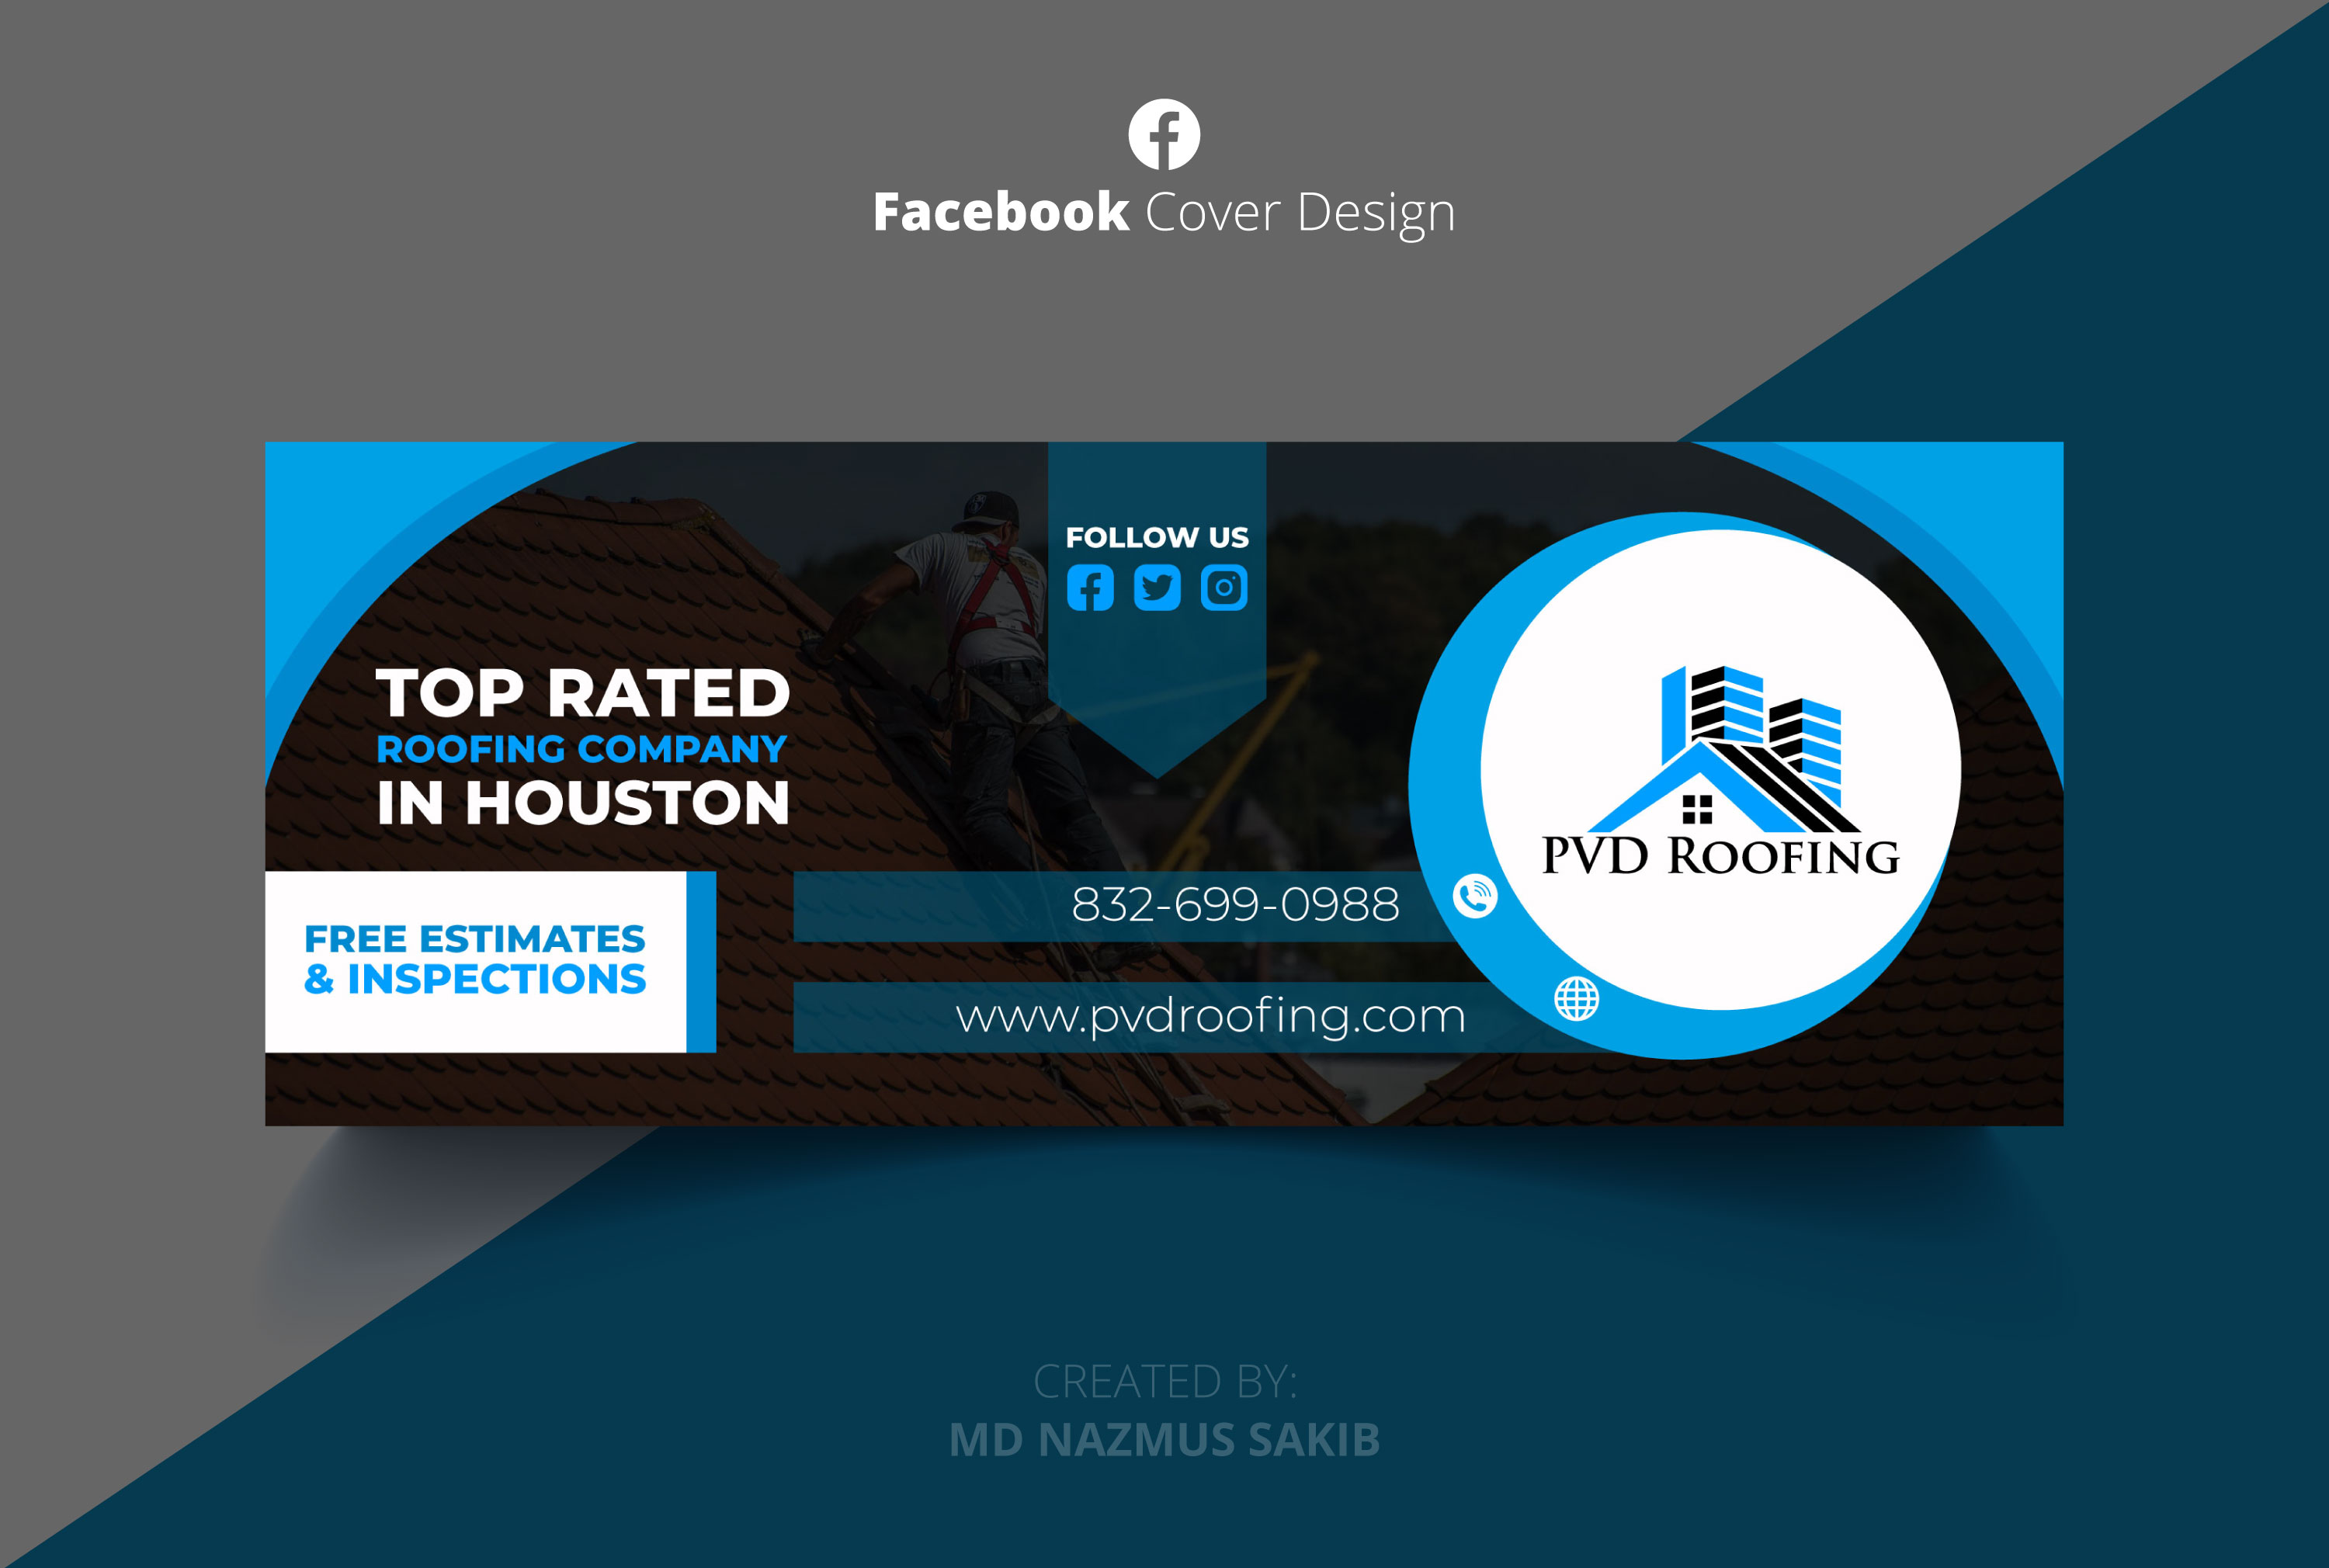 Facebook Cover Design
FOLLOW US
TOP RATED
ROOFING COMPANY
IN HOUSTON
FREE ESTIMATES
& INSPECTIONS
832-699-0988
www.pvdroofing.com
PVD ROOFING
CREATED BY:
MD NAZMUS SAKIB